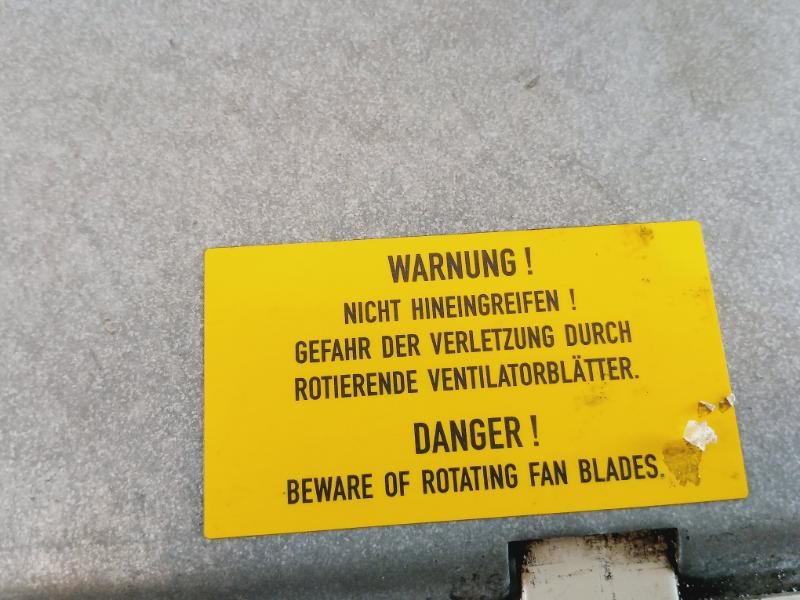 WARNUNG !
NICHT HINEINGREIFEN !
GEFAHR DER VERLETZUNG DURCH
ROTIERENDE VENTILATORBLÄTTER.
DANGER !
BEWARE OF ROTATING FAN BLADES.